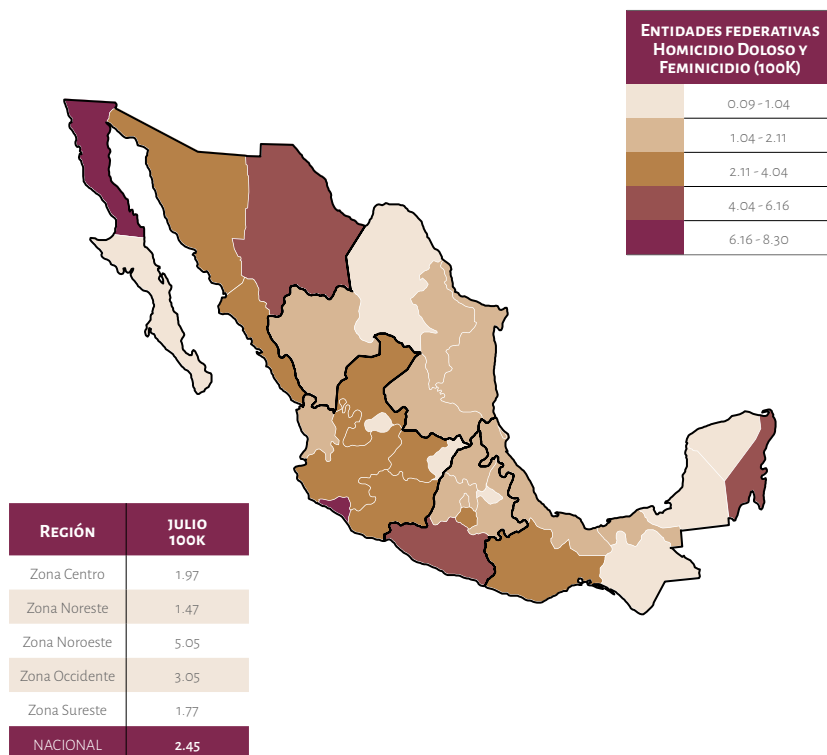 Entidades federativas
Homicidio Doloso y
Feminicidio (100K)
0.09 - 1.04
1.04 - 2.11
2.11 - 4.04
4.04 - 6.16
6.16 - 8.30
Región julio 100K
Zona Centro 1.97
Zona Noreste 1.47
Zona Noroeste 5.05
Zona Occidente 3.05
Zona Sureste 1.77
NACIONAL 2.45